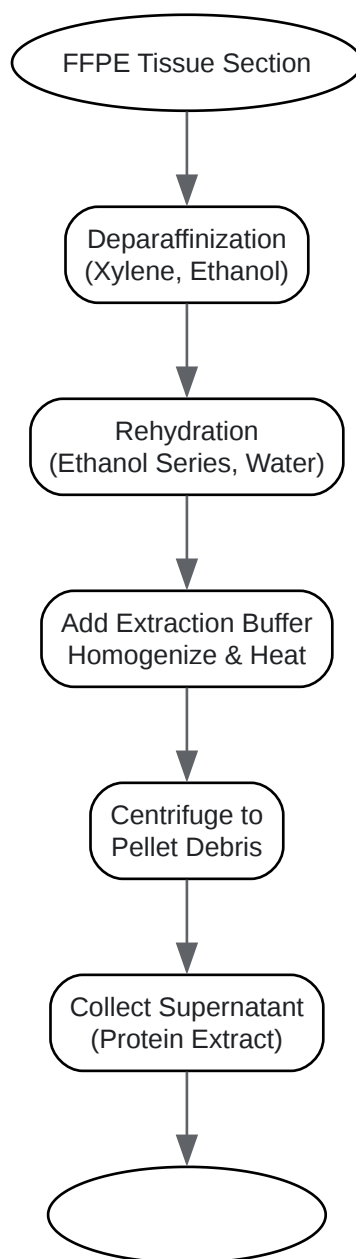 FFPE Tissue Section
Deparaffinization
(Xylene, Ethanol)
Rehydration
(Ethanol Series, Water)
Add Extraction Buffer
Homogenize & Heat
Centrifuge to
Pellet Debris
Collect Supernatant
(Protein Extract)